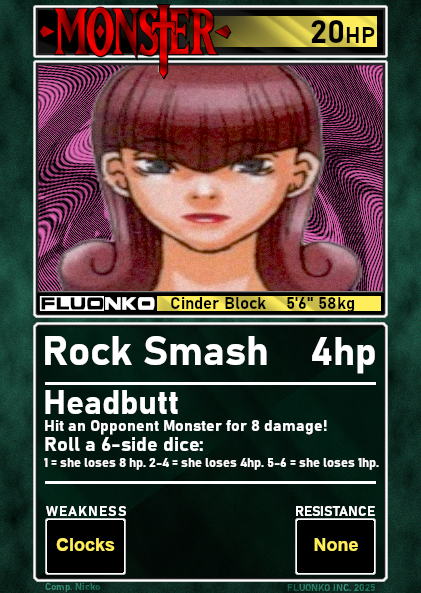 MONSTER
20HP
FLUONKO Cinder Block 5'6" 58kg
Rock Smash 4hp
Headbutt
Hit an Opponent Monster for 8 damage!
Roll a 6-side dice:
1 = she loses 8 hp. 2-4 = she loses 4hp. 5-6 = she loses 1hp.
WEAKNESS RESISTANCE
Clocks None
Comp. Nicko FLUONKO INC. 2025